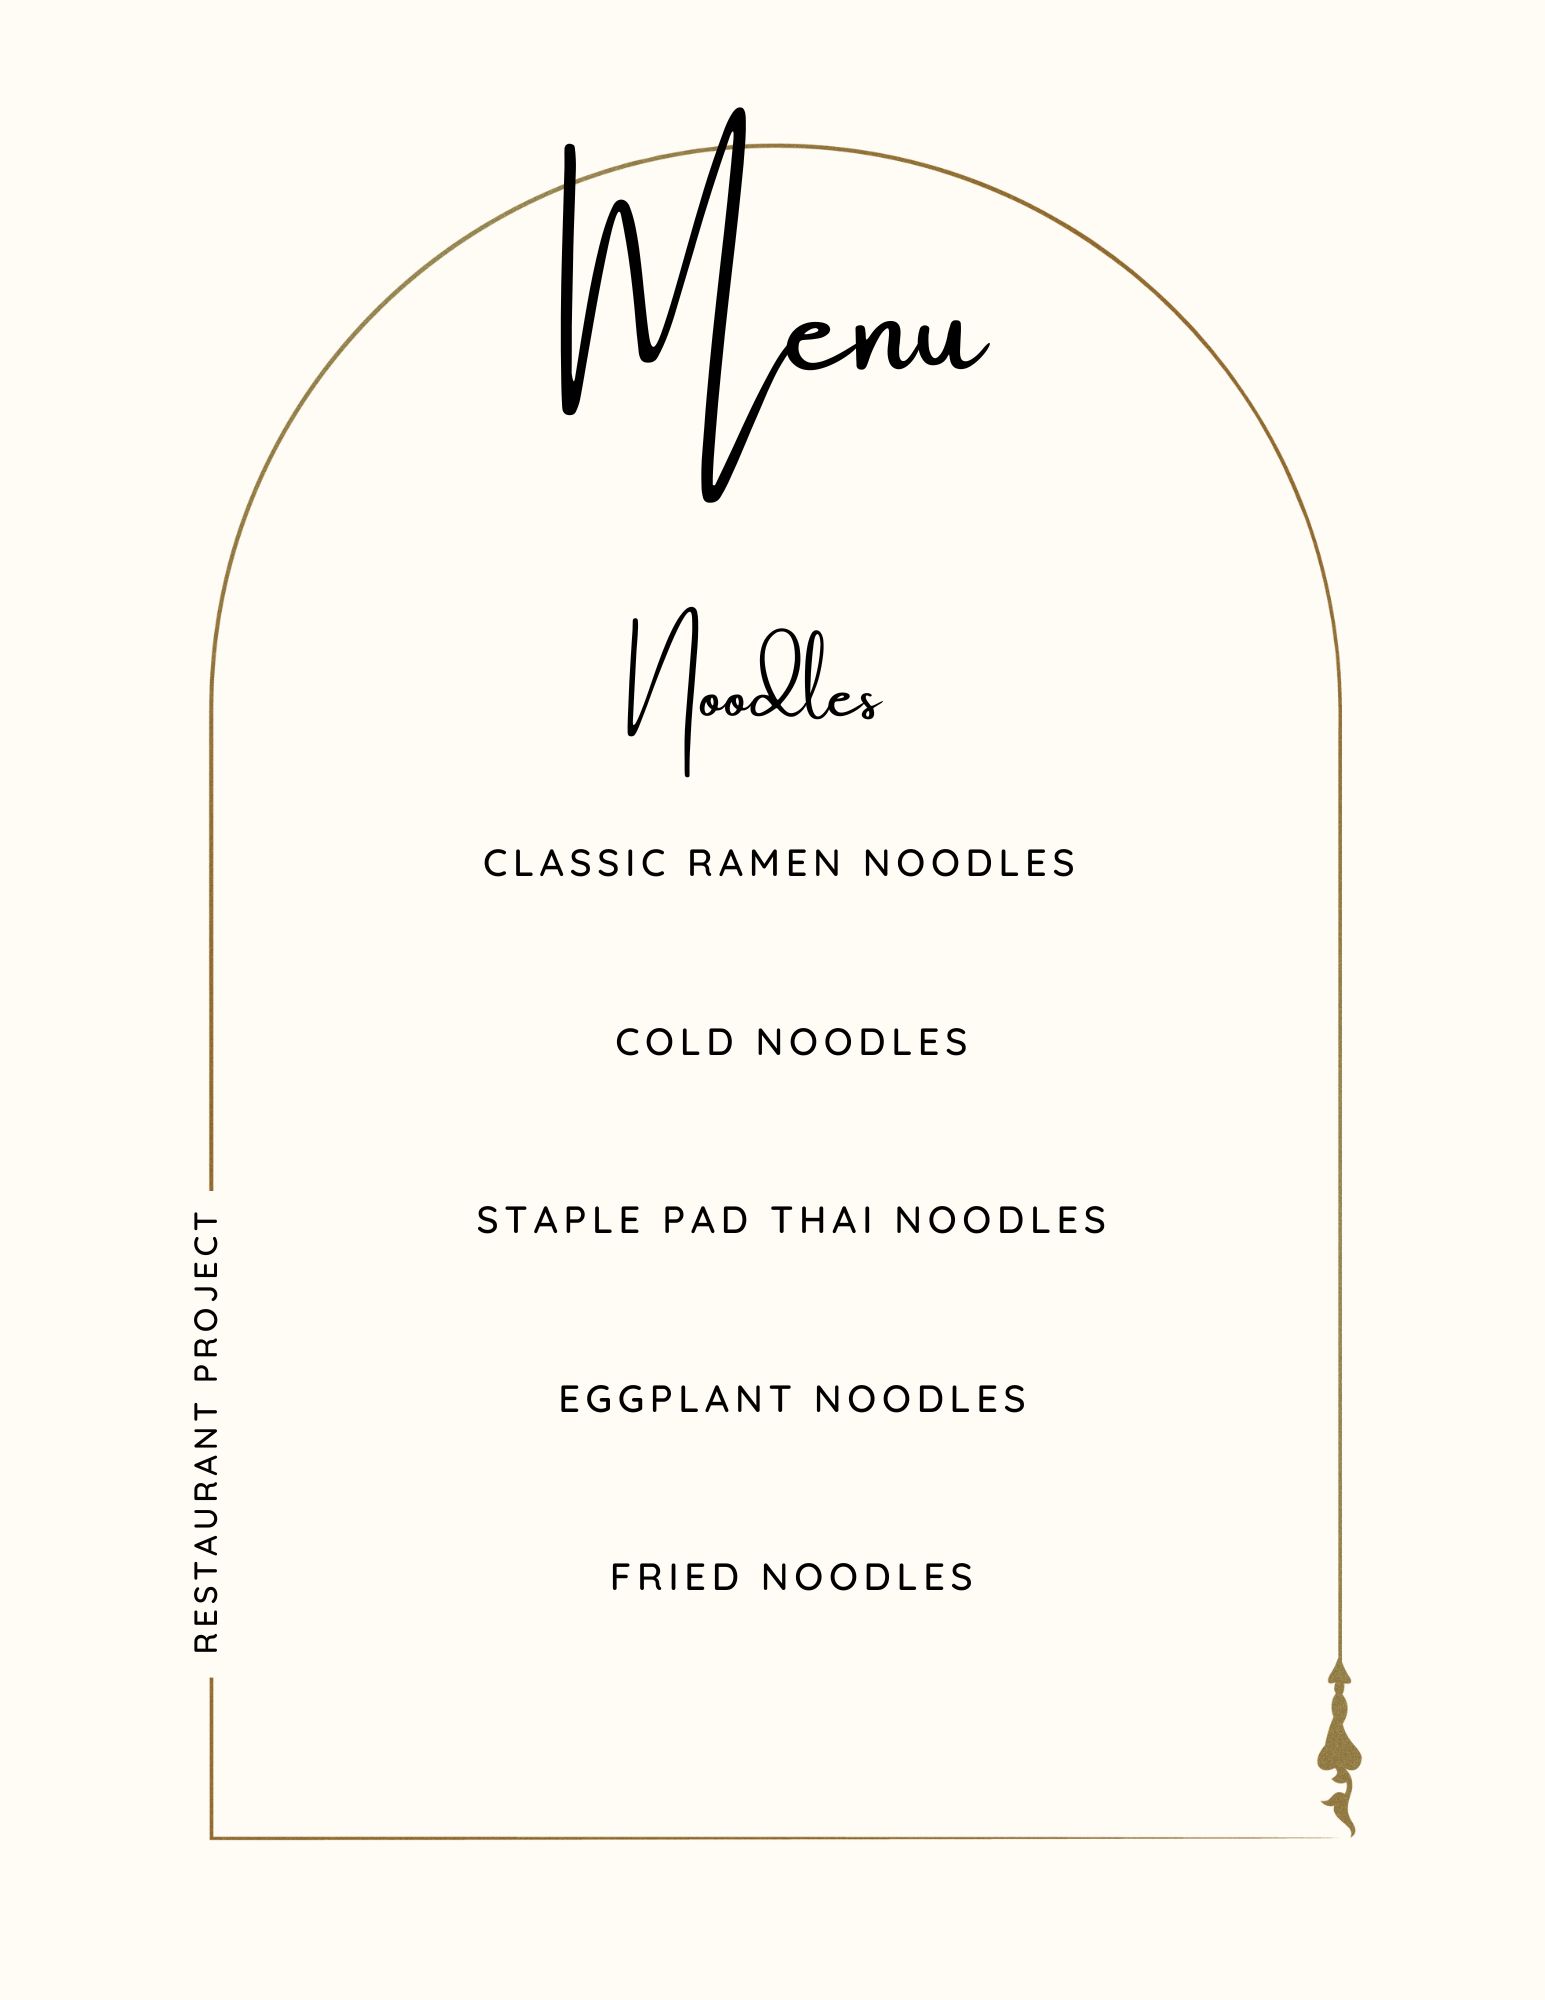 Menu
Noodles
CLASSIC RAMEN NOODLES
COLD NOODLES
STAPLE PAD THAI NOODLES
EGGPLANT NOODLES
FRIED NOODLES
RESTAURANT PROJECT